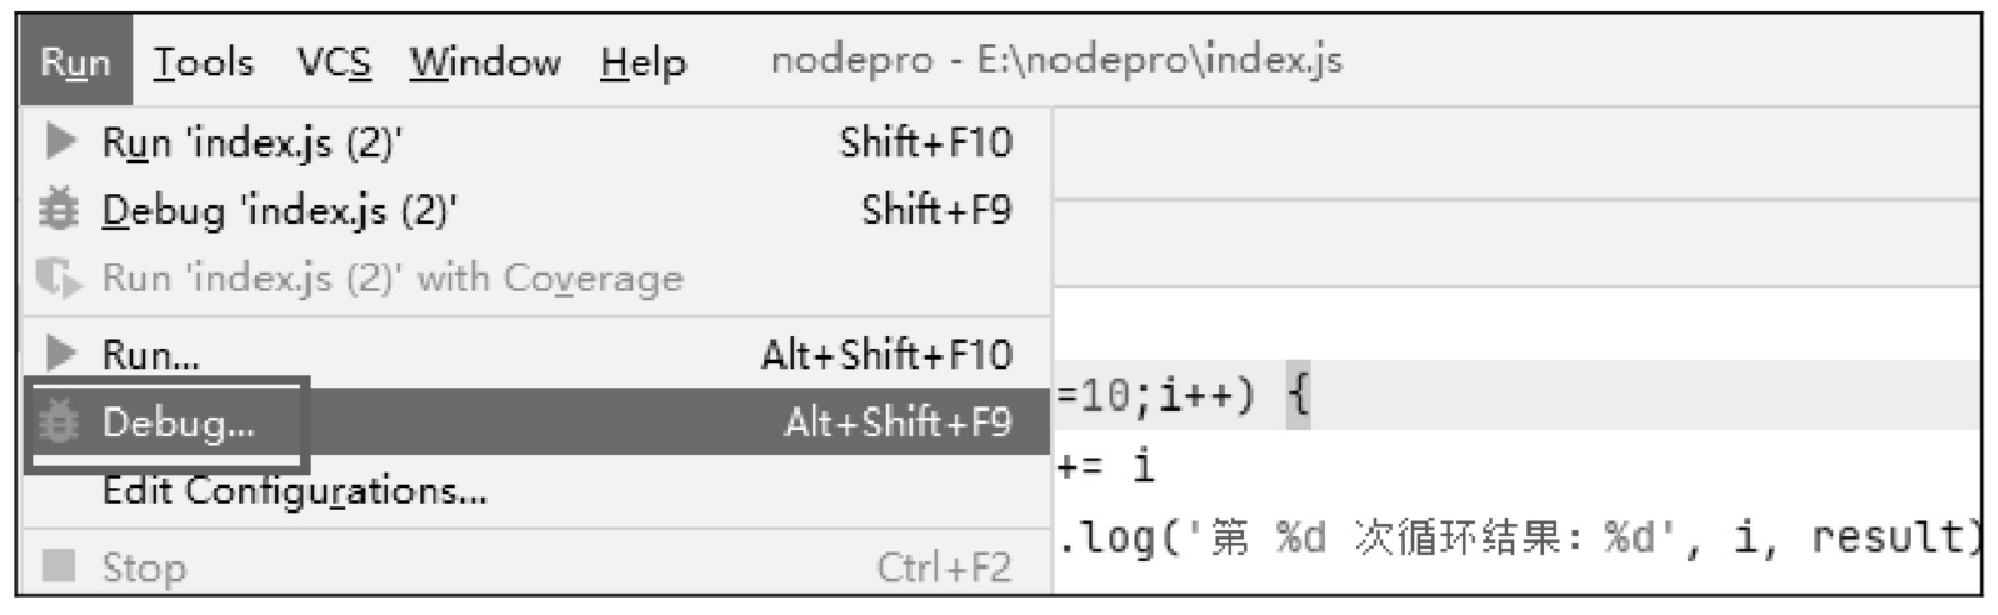 Run Tools VCS Window Help nodepro - E:\nodepro\index.js
Run 'index.js (2)' Shift+F10
Debug 'index.js (2)' Shift+F9
Run 'index.js (2)' with Coverage
Run... Alt+Shift+F10
=10;i++) {
Debug... Alt+Shift+F9
+= i
Edit Configurations...
.log('第 %d 次循环结果: %d', i, result)
Stop Ctrl+F2